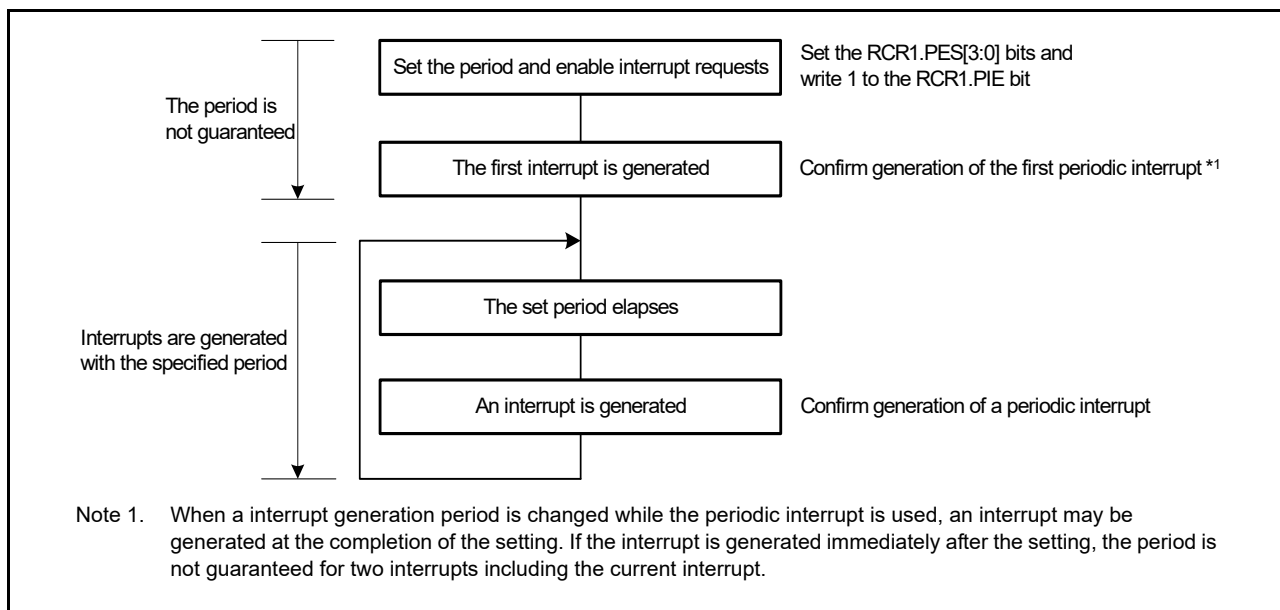 Set the period and enable interrupt requests
Set the RCR1.PES[3:0] bits and
write 1 to the RCR1.PIE bit
The period is
not guaranteed
The first interrupt is generated
Confirm generation of the first periodic interrupt *1
The set period elapses
Interrupts are generated
with the specified period
An interrupt is generated
Confirm generation of a periodic interrupt
Note 1. When a interrupt generation period is changed while the periodic interrupt is used, an interrupt may be
generated at the completion of the setting. If the interrupt is generated immediately after the setting, the period is
not guaranteed for two interrupts including the current interrupt.